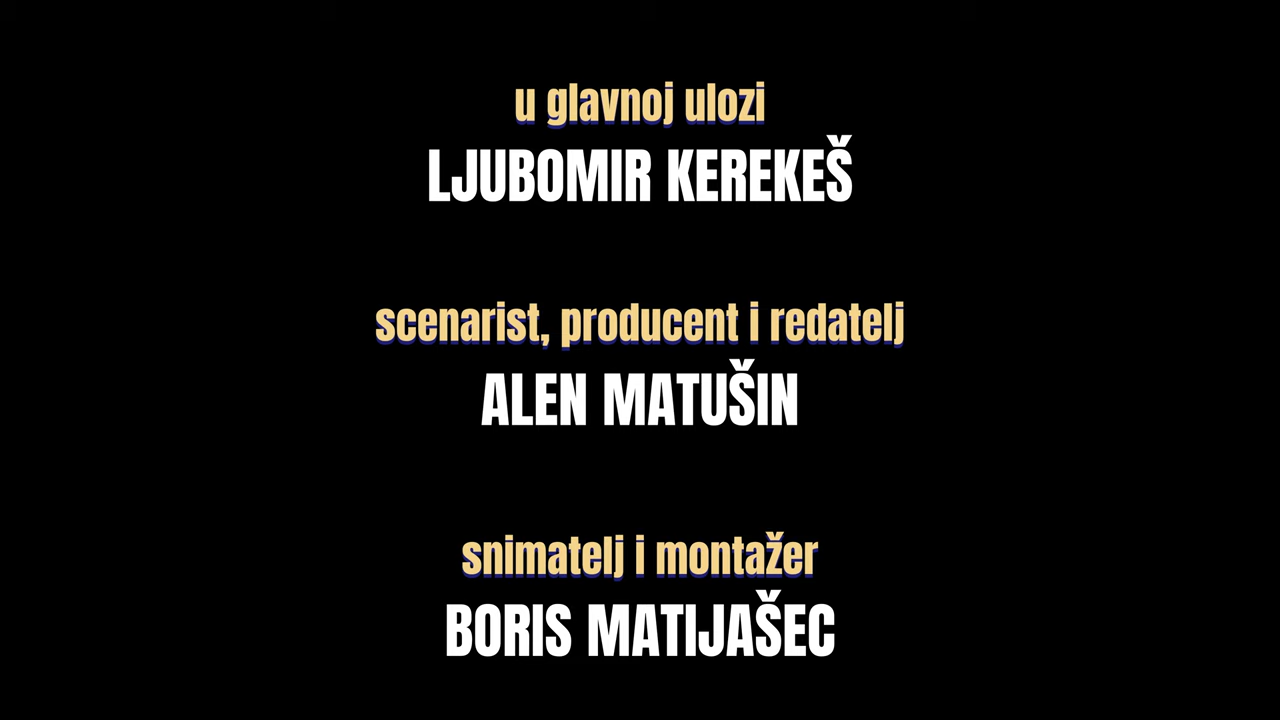 u glavnoj ulozi
LJUBOMIR KEREKEŠ
scenarist, producent i redatelj
ALEN MATUŠIN
snimatelj i montažer
BORIS MATIJAŠEC